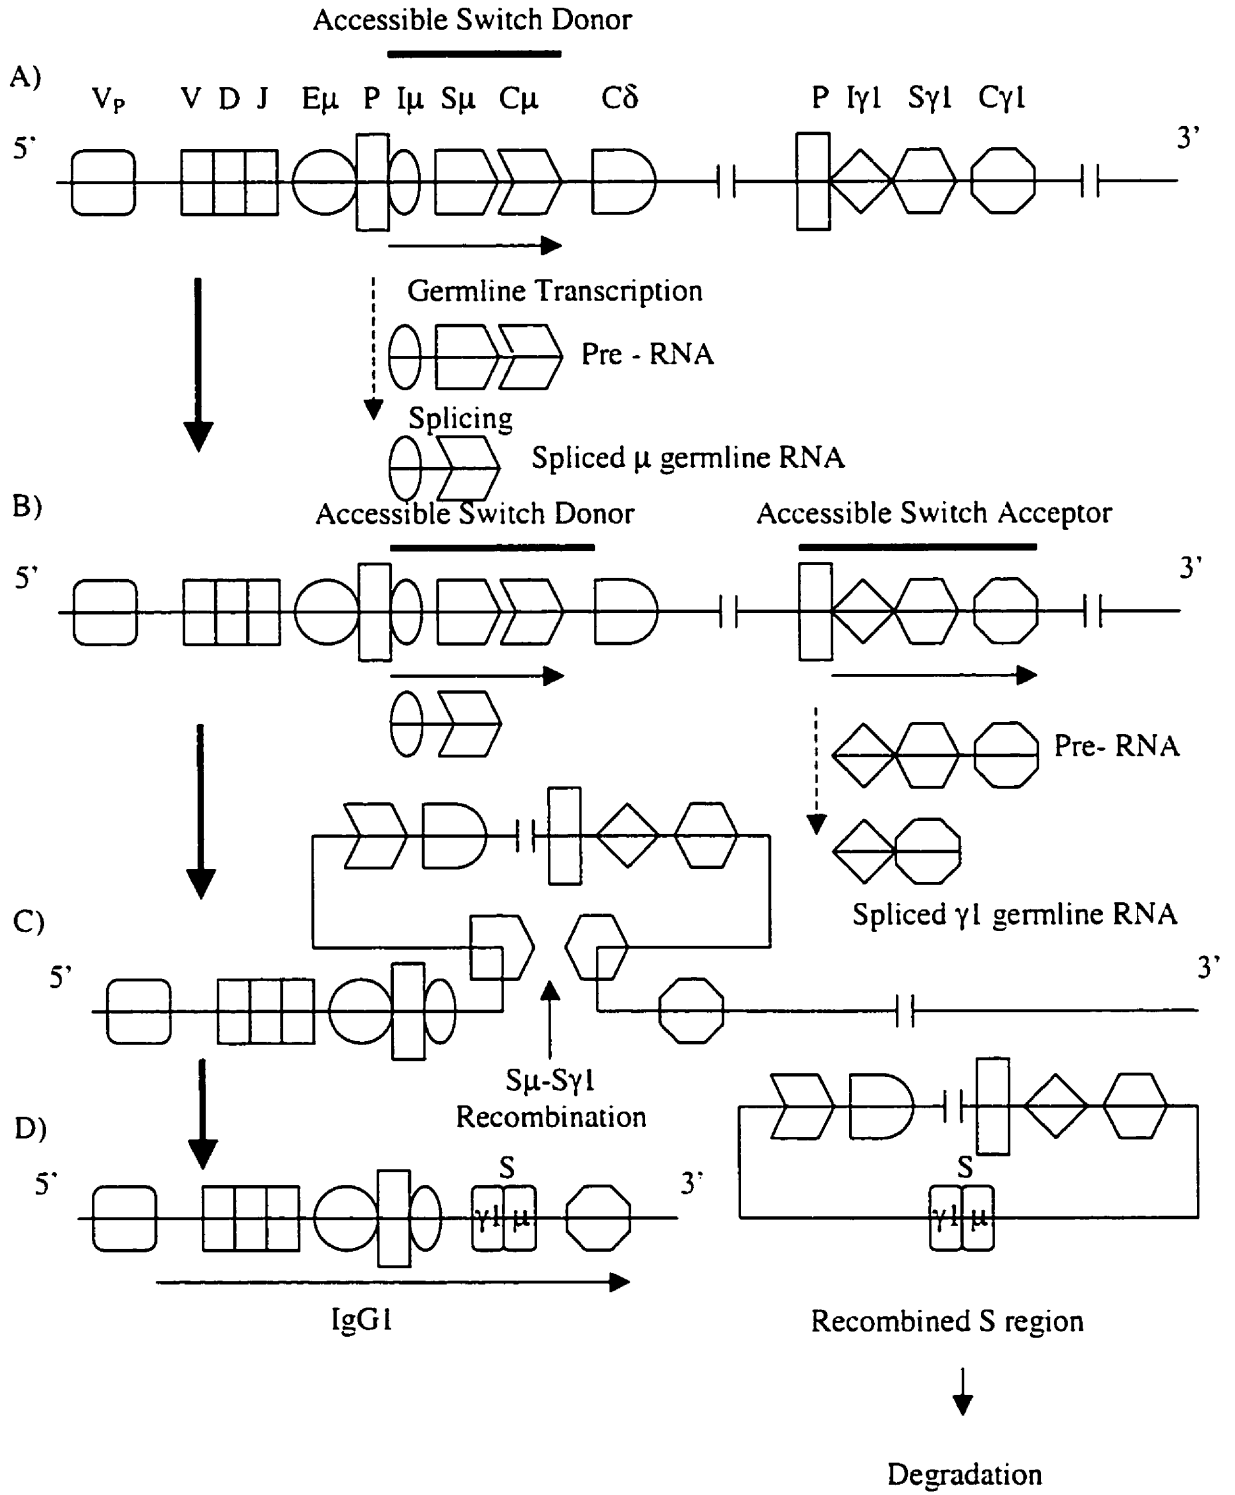 Accessible Switch Donor
A)
V_P V D J Eμ P Iμ Sμ Cμ Cδ P Iγ1 Sγ1 Cγ1
5' 3'
Germline Transcription
Pre - RNA
Splicing
Spliced μ germline RNA
B)
Accessible Switch Donor Accessible Switch Acceptor
5' 3'
Pre- RNA
Spliced γ1 germline RNA
C)
5' 3'
Sμ-Sγ1
Recombination
D)
5' S 3' S
γ1 μ γ1 μ
IgG1 Recombined S region
Degradation